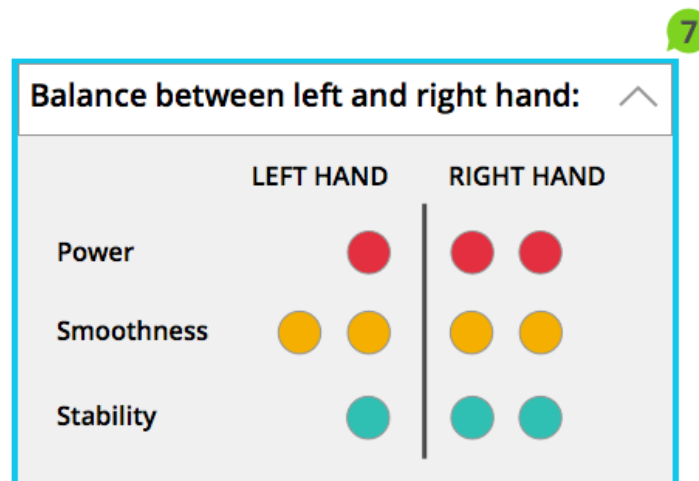 7
Balance between left and right hand:
LEFT HAND RIGHT HAND
Power
Smoothness
Stability